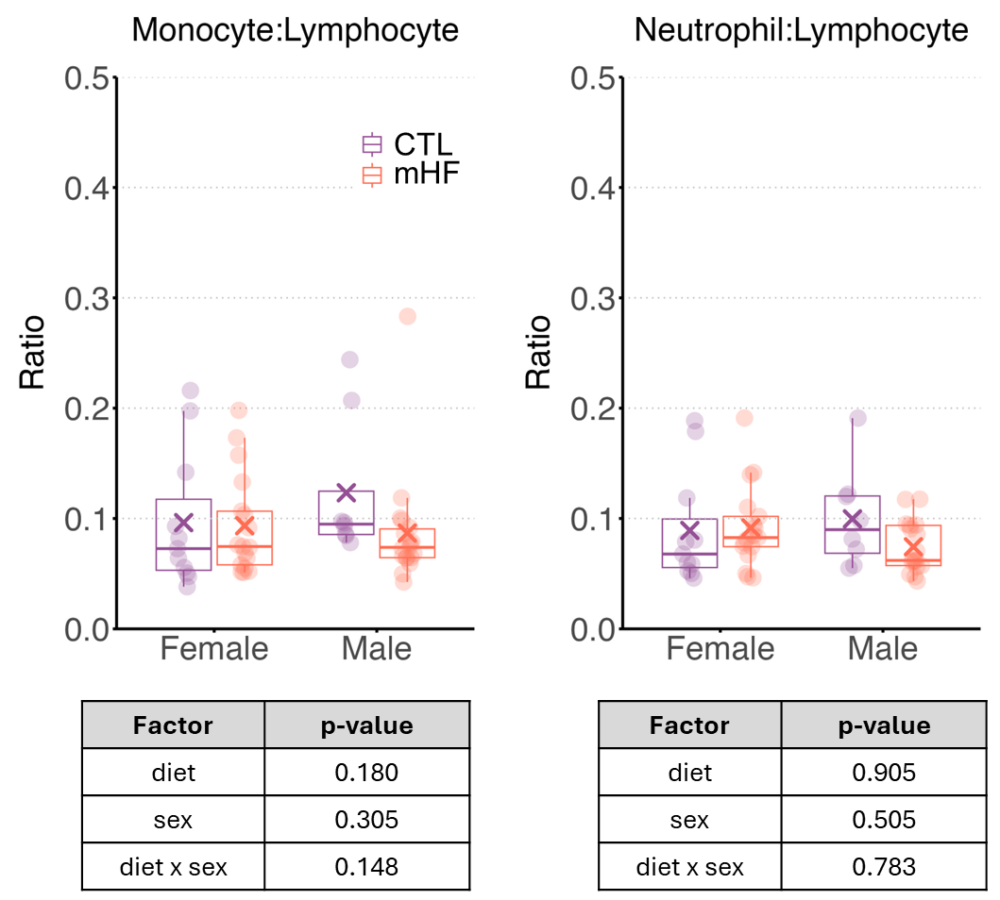 Monocyte:Lymphocyte
0.5
0.4
0.3
0.2
0.1
0.0
Ratio
CTL
mHF
Female Male
Factor p-value
diet 0.180
sex 0.305
diet x sex 0.148
Neutrophil:Lymphocyte
0.5
0.4
0.3
0.2
0.1
0.0
Ratio
Female Male
Factor p-value
diet 0.905
sex 0.505
diet x sex 0.783